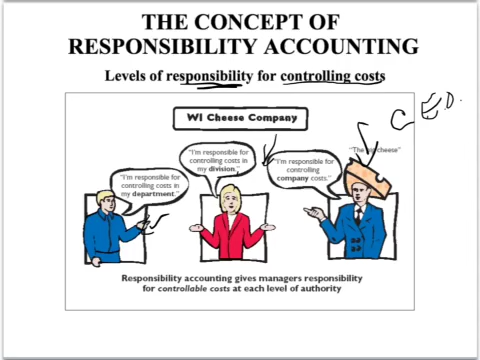 THE CONCEPT OF
RESPONSIBILITY ACCOUNTING
Levels of responsibility for controlling costs
WI Cheese Company
"I'm responsible for
controlling costs in
my department."
"I'm responsible for
controlling costs in
my division."
"I'm responsible for
controlling
company costs."
"The big cheese"
CEO.
Responsibility accounting gives managers responsibility
for controllable costs at each level of authority